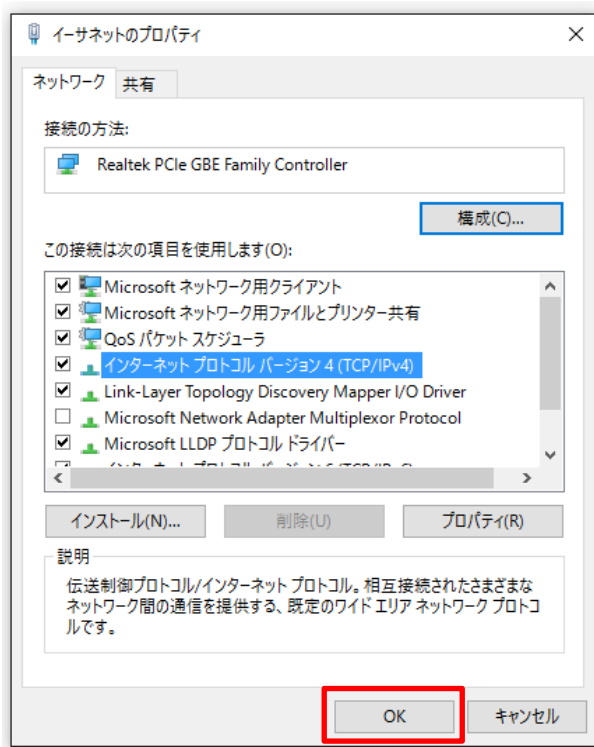 イーサネットのプロパティ
ネットワーク 共有
接続の方法:
Realtek PCIe GBE Family Controller
構成(C)...
この接続は次の項目を使用します(O):
Microsoft ネットワーク用クライアント
Microsoft ネットワーク用ファイルとプリンター共有
QoS パケット スケジューラ
インターネット プロトコル バージョン 4 (TCP/IPv4)
Link-Layer Topology Discovery Mapper I/O Driver
Microsoft Network Adapter Multiplexor Protocol
Microsoft LLDP プロトコル ドライバー
インストール(N)... 削除(U) プロパティ(R)
説明
伝送制御プロトコル/インターネット プロトコル。相互接続されたさまざまな
ネットワーク間の通信を提供する、既定のワイド エリア ネットワーク プロトコ
ルです。
OK キャンセル